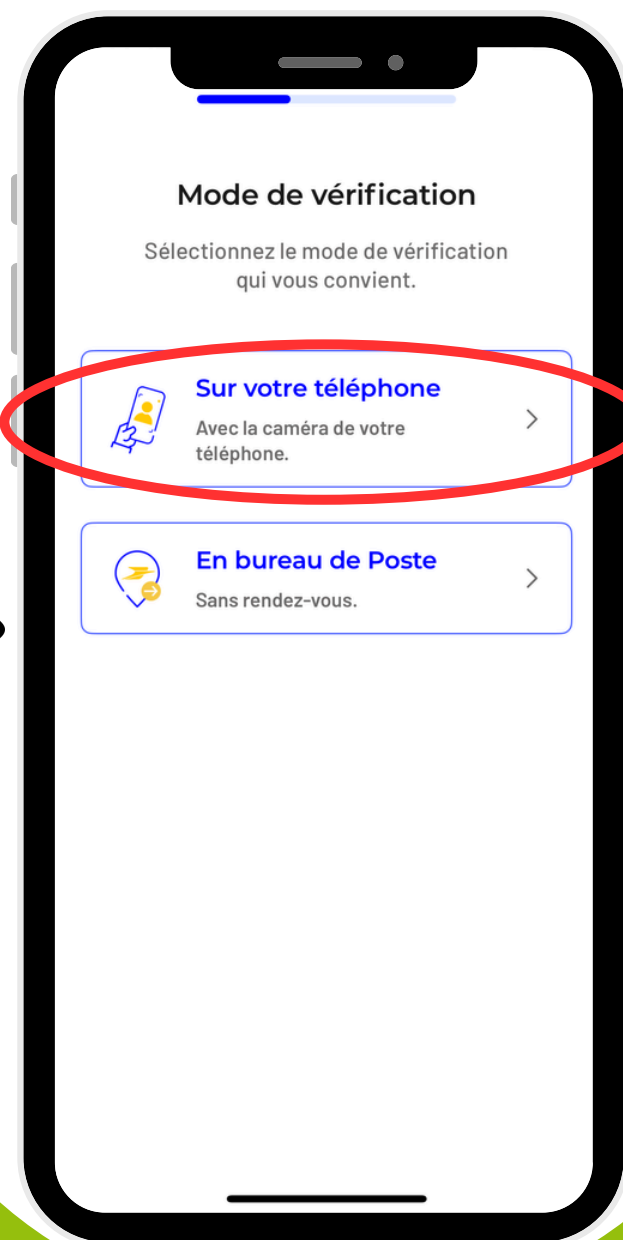 Mode de vérification
Sélectionnez le mode de vérification
qui vous convient.
Sur votre téléphone
Avec la caméra de votre
téléphone.
En bureau de Poste
Sans rendez-vous.